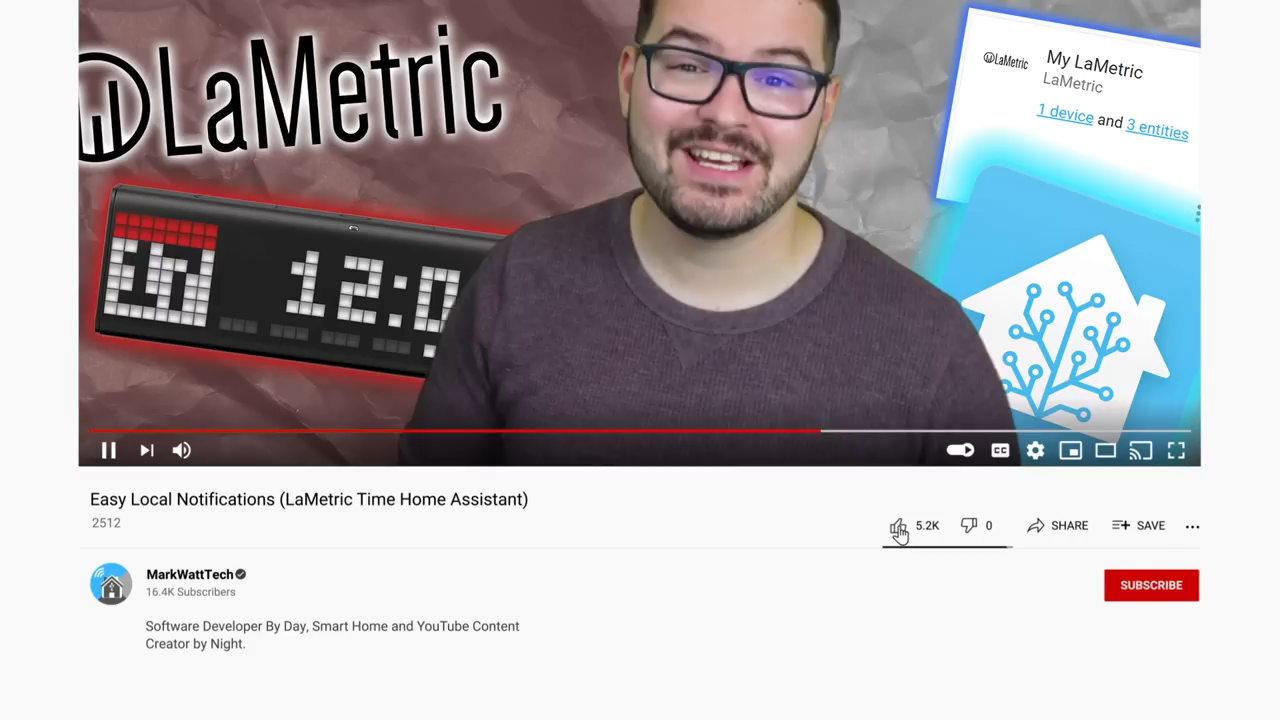 LaMetric
LaMetric
My LaMetric
LaMetric
1 device and 3 entities
12:0
CC
Easy Local Notifications (LaMetric Time Home Assistant)
2512
5.2K
0
SHARE
SAVE
MarkWattTech
16.4K Subscribers
SUBSCRIBE
Software Developer By Day, Smart Home and YouTube Content
Creator by Night.